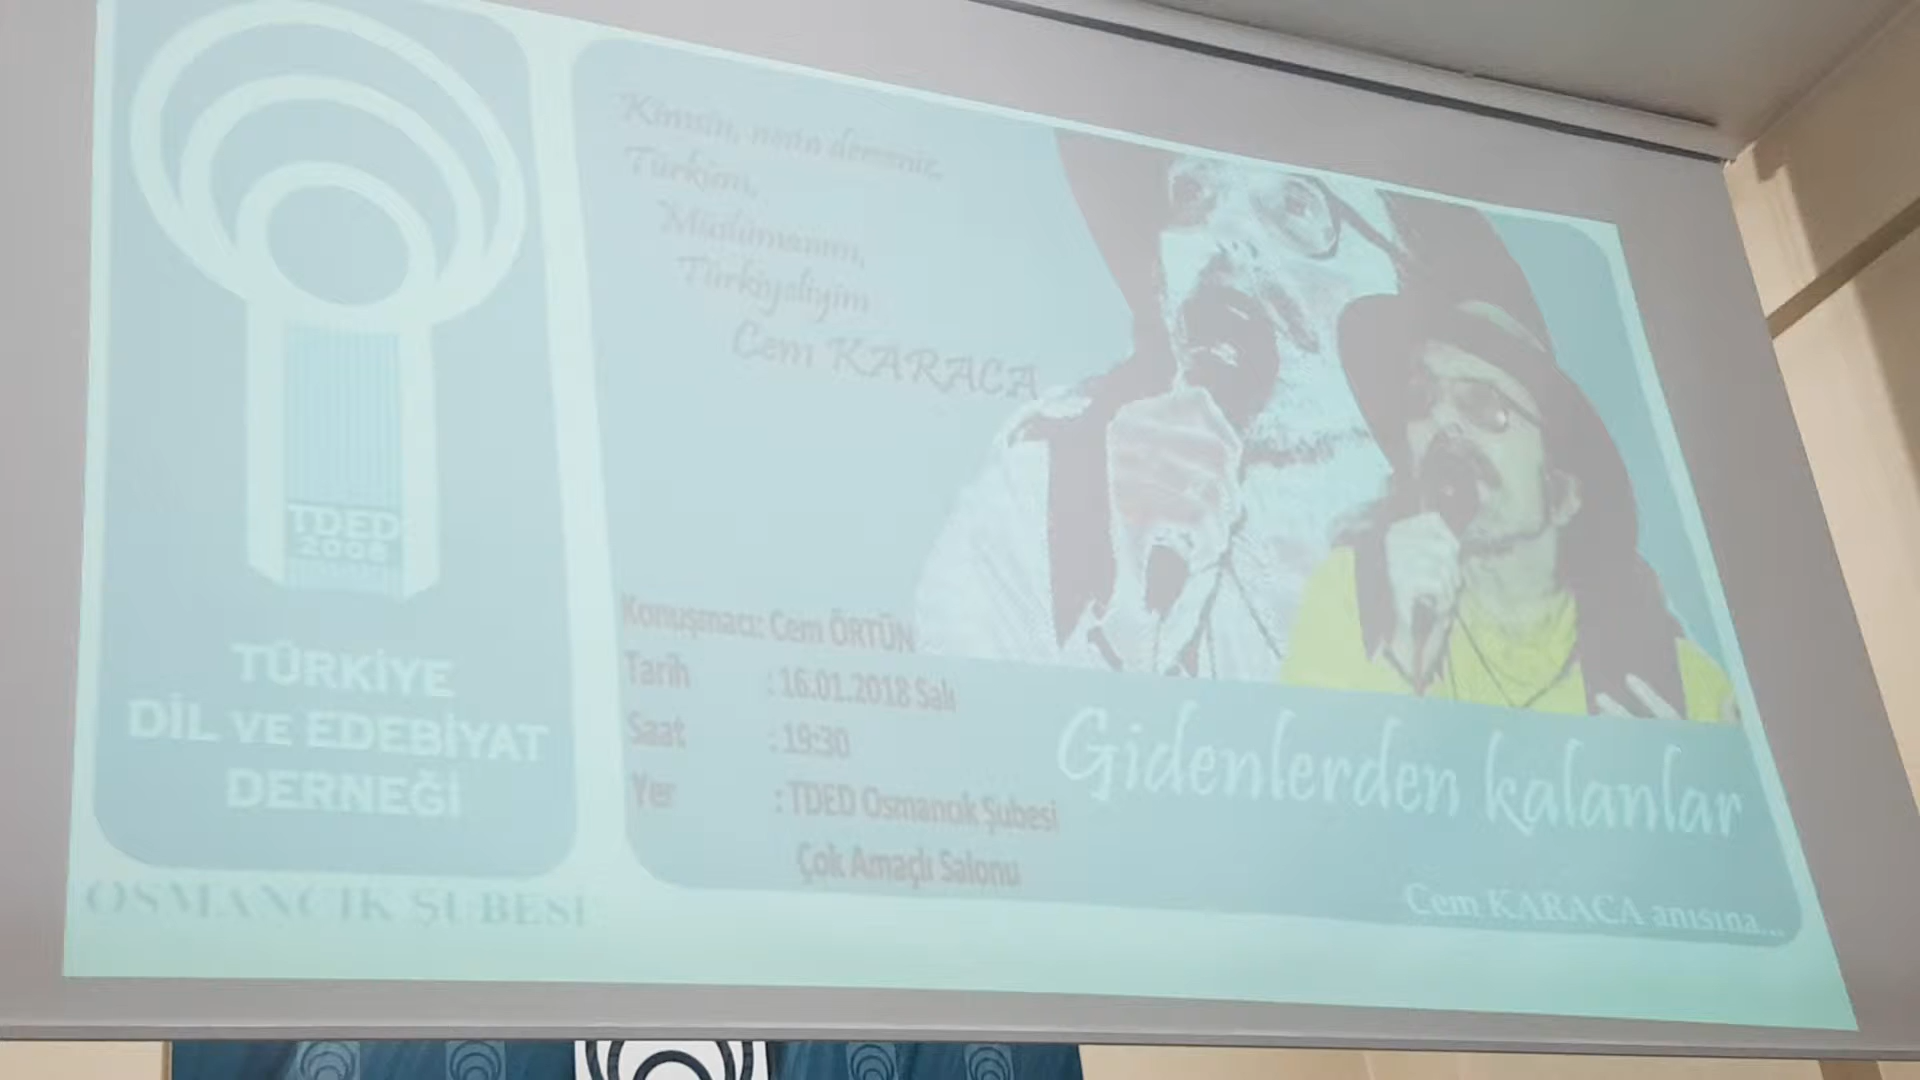 TDED
2008
TÜRKİYE
DİL VE EDEBİYAT
DERNEĞİ
OSMANCIK ŞUBESİ
Kimsin, nesin derseniz,
Türküm,
Müslümanım,
Türkiyeliyim
Cem KARACA
Konuşmacı: Cem ÖRTÜN
Tarih : 16.01.2018 Salı
Saat : 19:30
Yer : TDED Osmancık Şubesi
Çok Amaçlı Salonu
Gidenlerden kalanlar
Cem KARACA anısına...